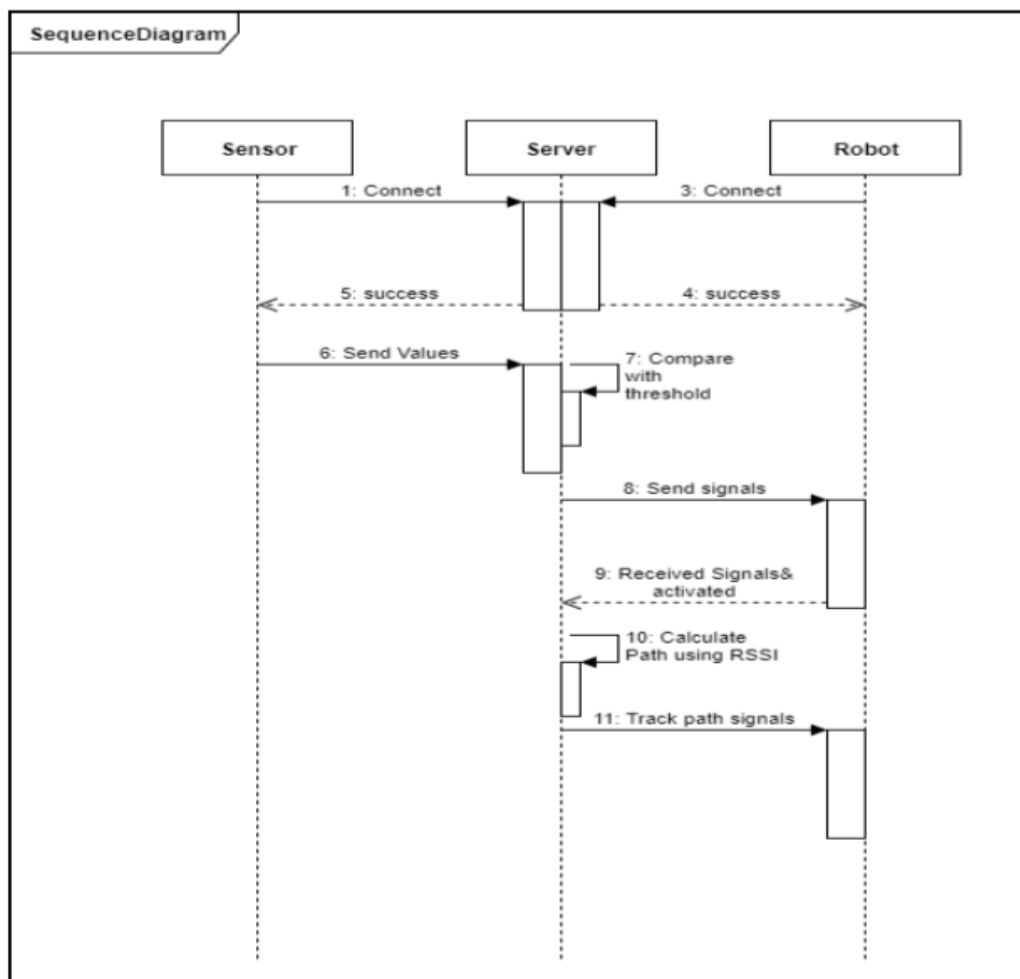 SequenceDiagram
Sensor
Server
Robot
1: Connect
3: Connect
5: success
4: success
6: Send Values
7: Compare
with
threshold
8: Send signals
9: Received Signals&
activated
10: Calculate
Path using RSSI
11: Track path signals